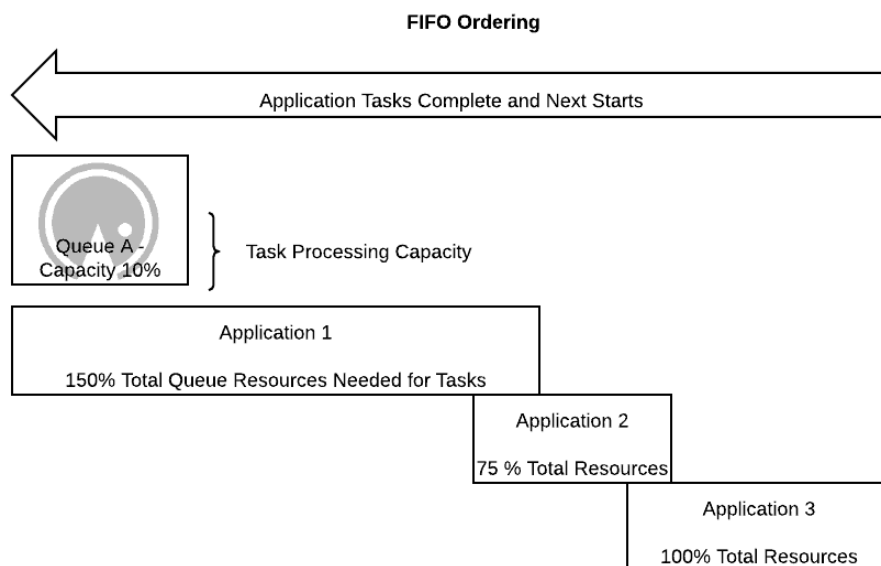 FIFO Ordering
Application Tasks Complete and Next Starts
Queue A -
Capacity 10%
Task Processing Capacity
Application 1
150% Total Queue Resources Needed for Tasks
Application 2
75 % Total Resources
Application 3
100% Total Resources